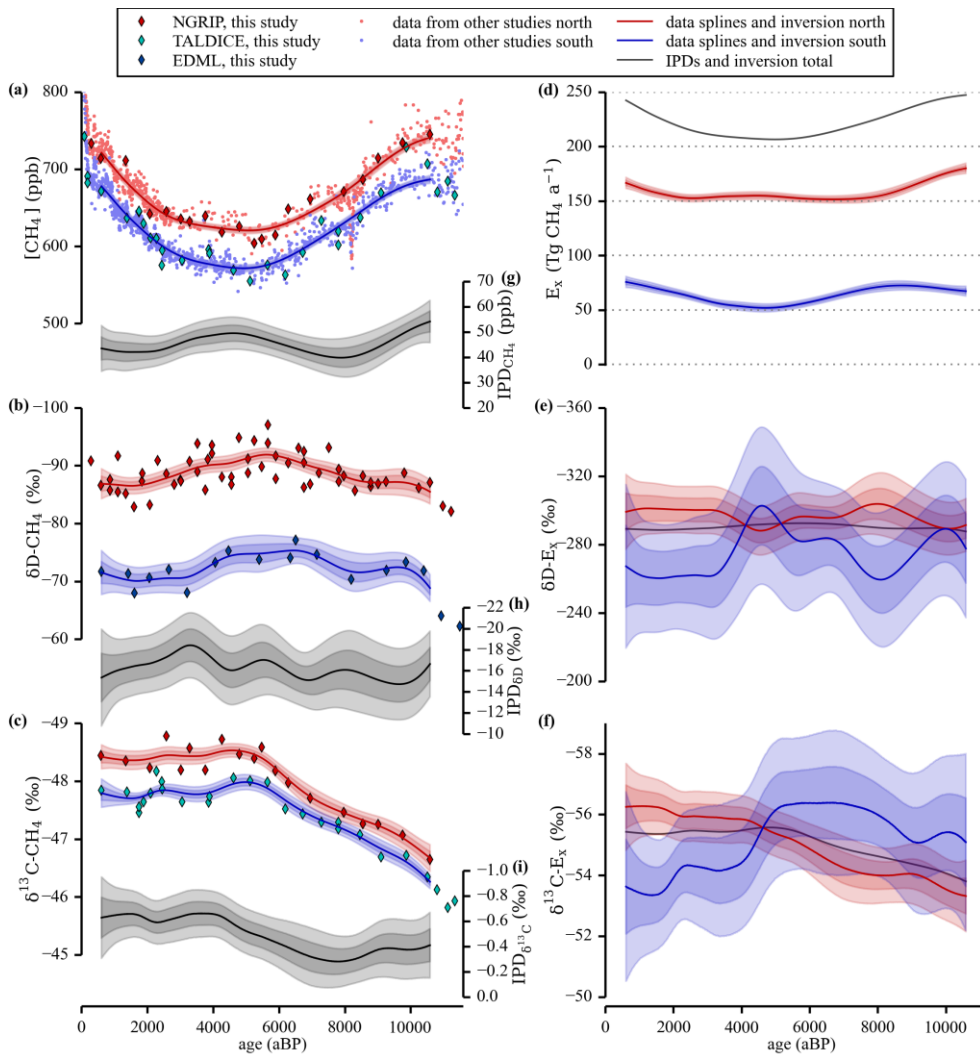 NGRIP, this study
TALDICE, this study
EDML, this study
data from other studies north
data from other studies south
data splines and inversion north
data splines and inversion south
IPDs and inversion total
(a)
800
700
600
500
[CH₄] (ppb)
(g)
70
60
50
40
30
20
IPD_CH₄ (ppb)
(b)
−100
−90
−80
−70
−60
δD-CH₄ (‰)
(h)
−22
−20
−18
−16
−14
−12
−10
IPD_δD (‰)
(c)
−49
−48
−47
−46
−45
δ¹³C-CH₄ (‰)
(i)
−1.0
−0.8
−0.6
−0.4
−0.2
0.0
IPD_δ¹³C (‰)
0 2000 4000 6000 8000 10000
age (aBP)
(d)
250
200
150
100
50
0
Eₓ (Tg CH₄ a⁻¹)
(e)
−360
−320
−280
−240
−200
δD-Eₓ (‰)
(f)
−58
−56
−54
−52
−50
δ¹³C-Eₓ (‰)
0 2000 4000 6000 8000 10000
age (aBP)